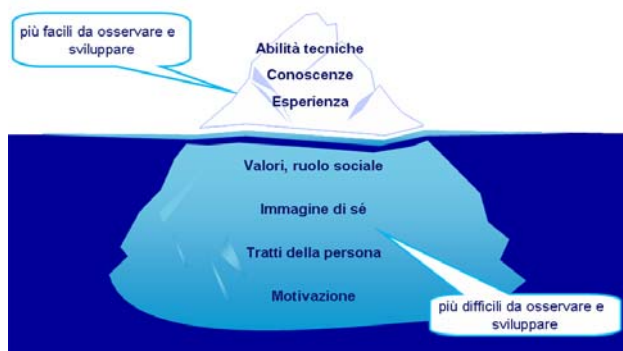 più facili da osservare e
sviluppare
Abilità tecniche
Conoscenze
Esperienza
Valori, ruolo sociale
Immagine di sé
Tratti della persona
Motivazione
più difficili da osservare e
sviluppare